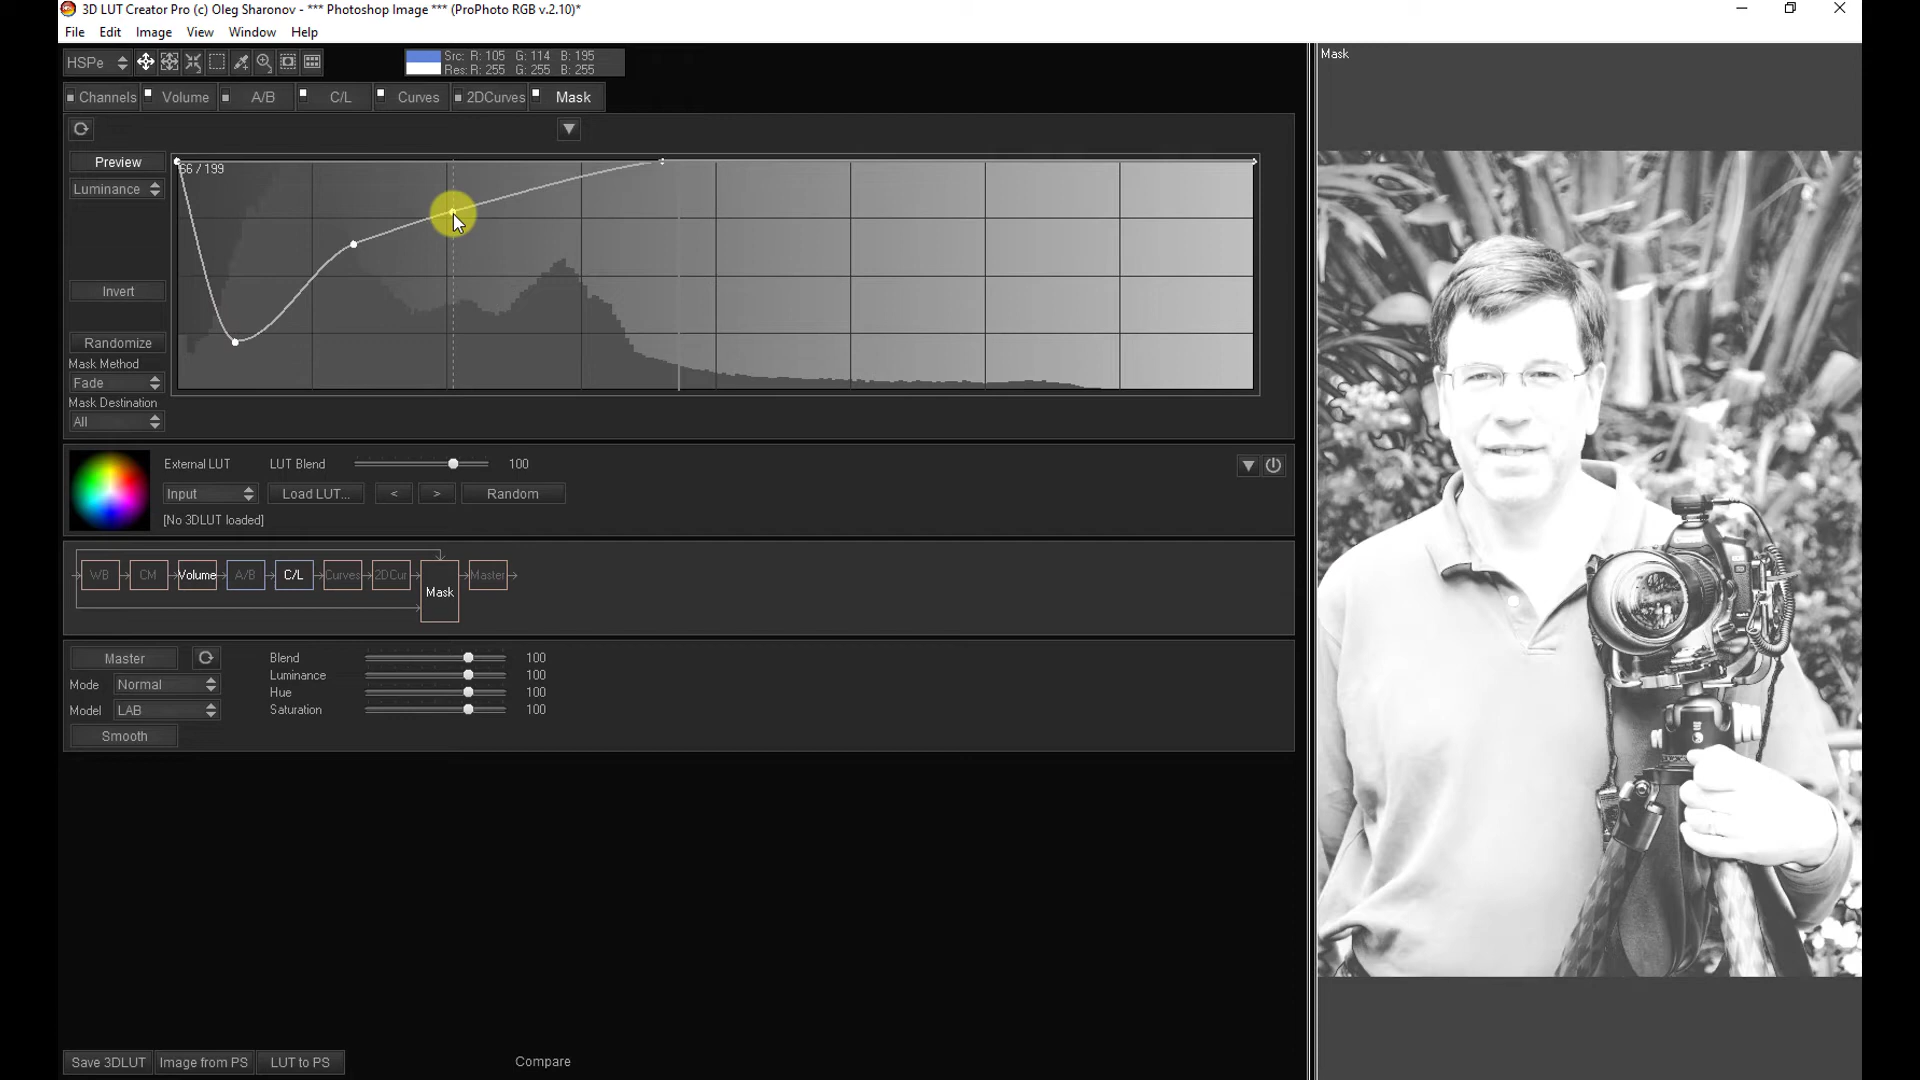 3D LUT Creator Pro (c) Oleg Sharonov - *** Photoshop Image *** (ProPhoto RGB v.2.10)*
File Edit Image View Window Help
HSPe
Src: R: 105 G: 114 B: 195
Res: R: 255 G: 255 B: 255
Mask
Channels Volume A/B C/L Curves 2DCurves Mask
Preview
66 / 199
Luminance
Invert
Randomize
Mask Method
Fade
Mask Destination
All
External LUT LUT Blend 100
Input Load LUT... < > Random
[No 3DLUT loaded]
WB CM Volume A/B C/L Curves 2DCur Mask Master
Master Blend 100
Luminance 100
Mode Normal Hue 100
Model LAB Saturation 100
Smooth
Save 3DLUT Image from PS LUT to PS Compare